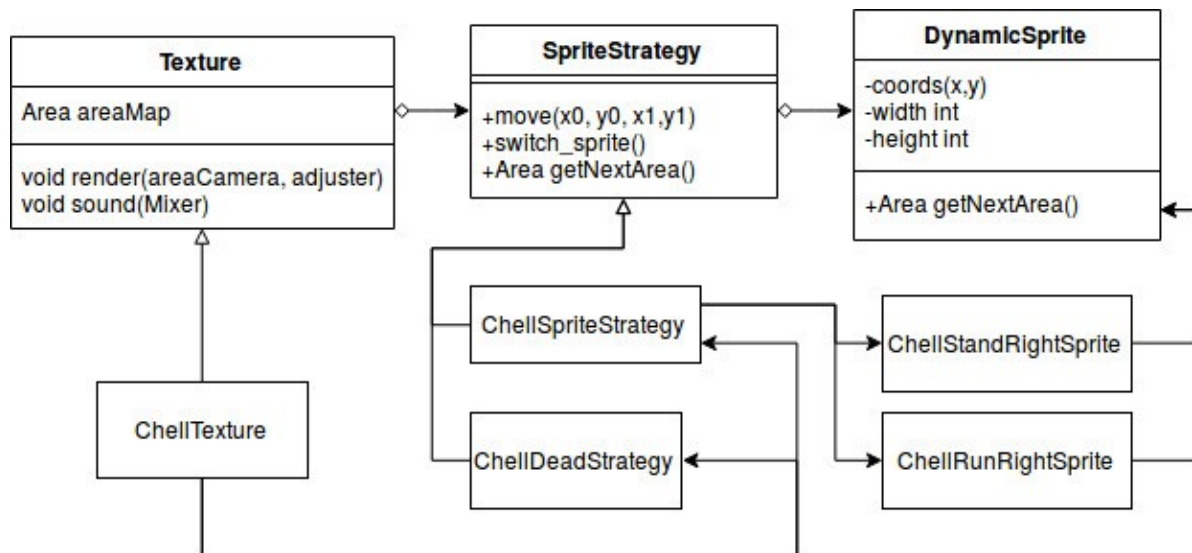 Texture
Area areaMap
void render(areaCamera, adjuster)
void sound(Mixer)
SpriteStrategy
+move(x0, y0, x1,y1)
+switch_sprite()
+Area getNextArea()
DynamicSprite
-coords(x,y)
-width int
-height int
+Area getNextArea()
ChellTexture
ChellSpriteStrategy
ChellDeadStrategy
ChellStandRightSprite
ChellRunRightSprite